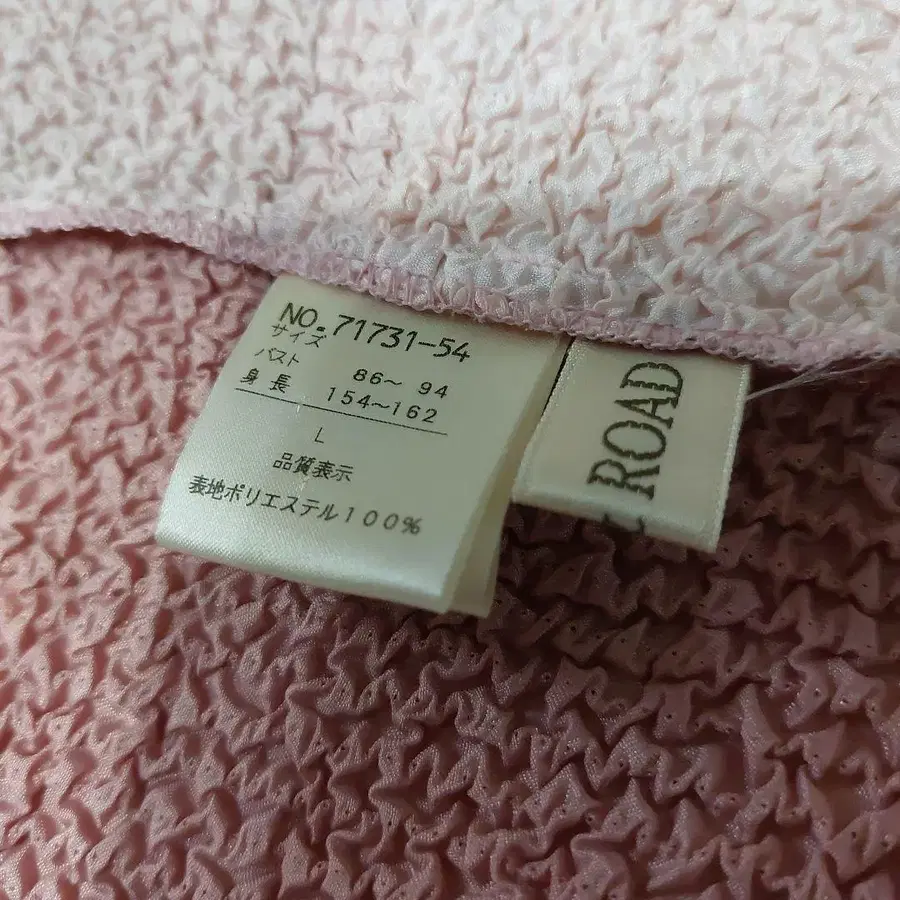 NO. 71731-54
サイズ
バスト 86～ 94
身長 154～162
L
品質表示
表地ポリエステル100%
ROAD